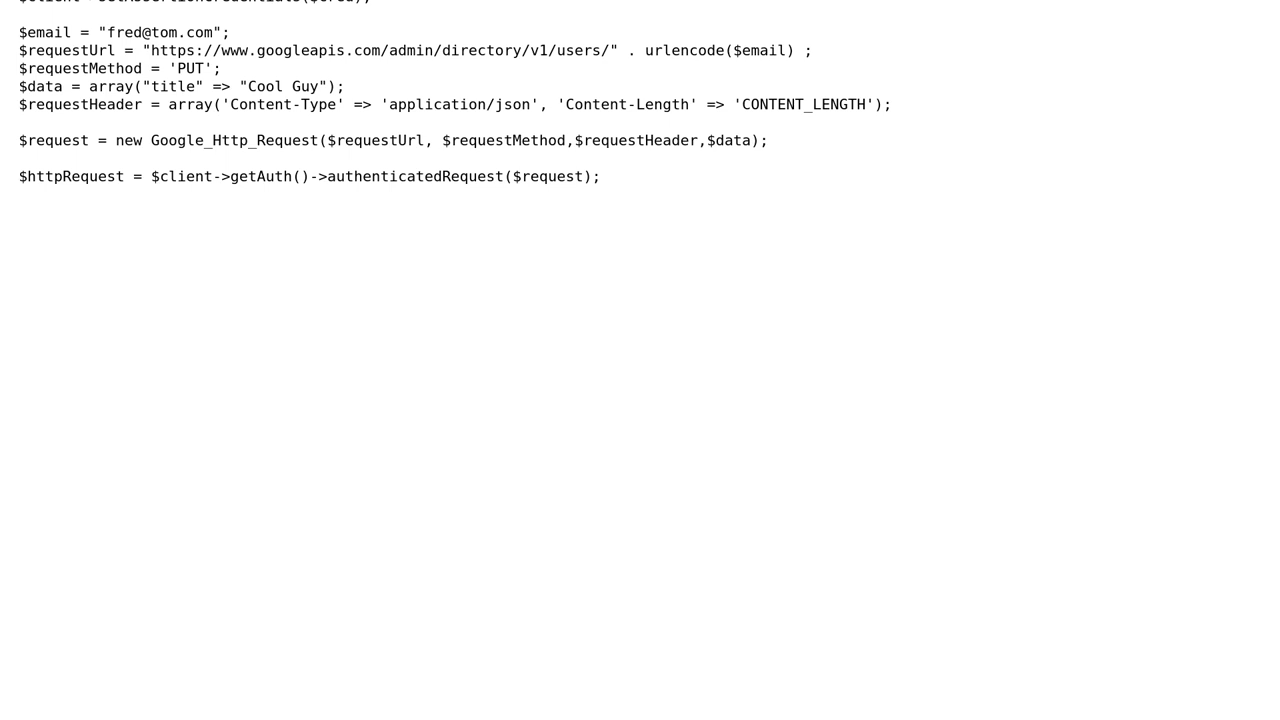 $email = "fred@tom.com";
$requestUrl = "https://www.googleapis.com/admin/directory/v1/users/" . urlencode($email) ;
$requestMethod = 'PUT';
$data = array("title" => "Cool Guy");
$requestHeader = array('Content-Type' => 'application/json', 'Content-Length' => 'CONTENT_LENGTH');
$request = new Google_Http_Request($requestUrl, $requestMethod,$requestHeader,$data);
$httpRequest = $client->getAuth()->authenticatedRequest($request);